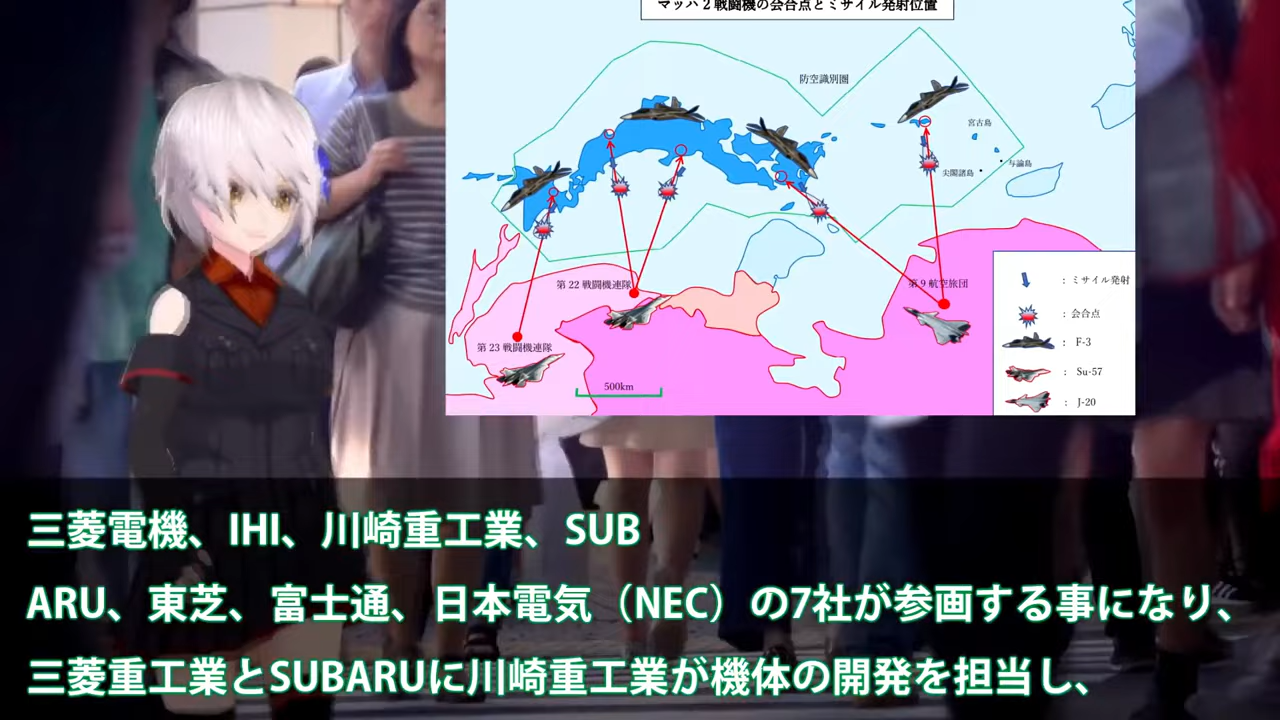 マッハ2戦闘機の会合点とミサイル発射位置
防空識別圏
宮古島
与論島
尖閣諸島
第22戦闘機連隊
第9航空旅団
第23戦闘機連隊
500km
：ミサイル発射
：会合点
：F-3
：Su-57
：J-20
三菱電機、IHI、川崎重工業、SUB
ARU、東芝、富士通、日本電気（NEC）の7社が参画する事になり、
三菱重工業とSUBARUに川崎重工業が機体の開発を担当し、